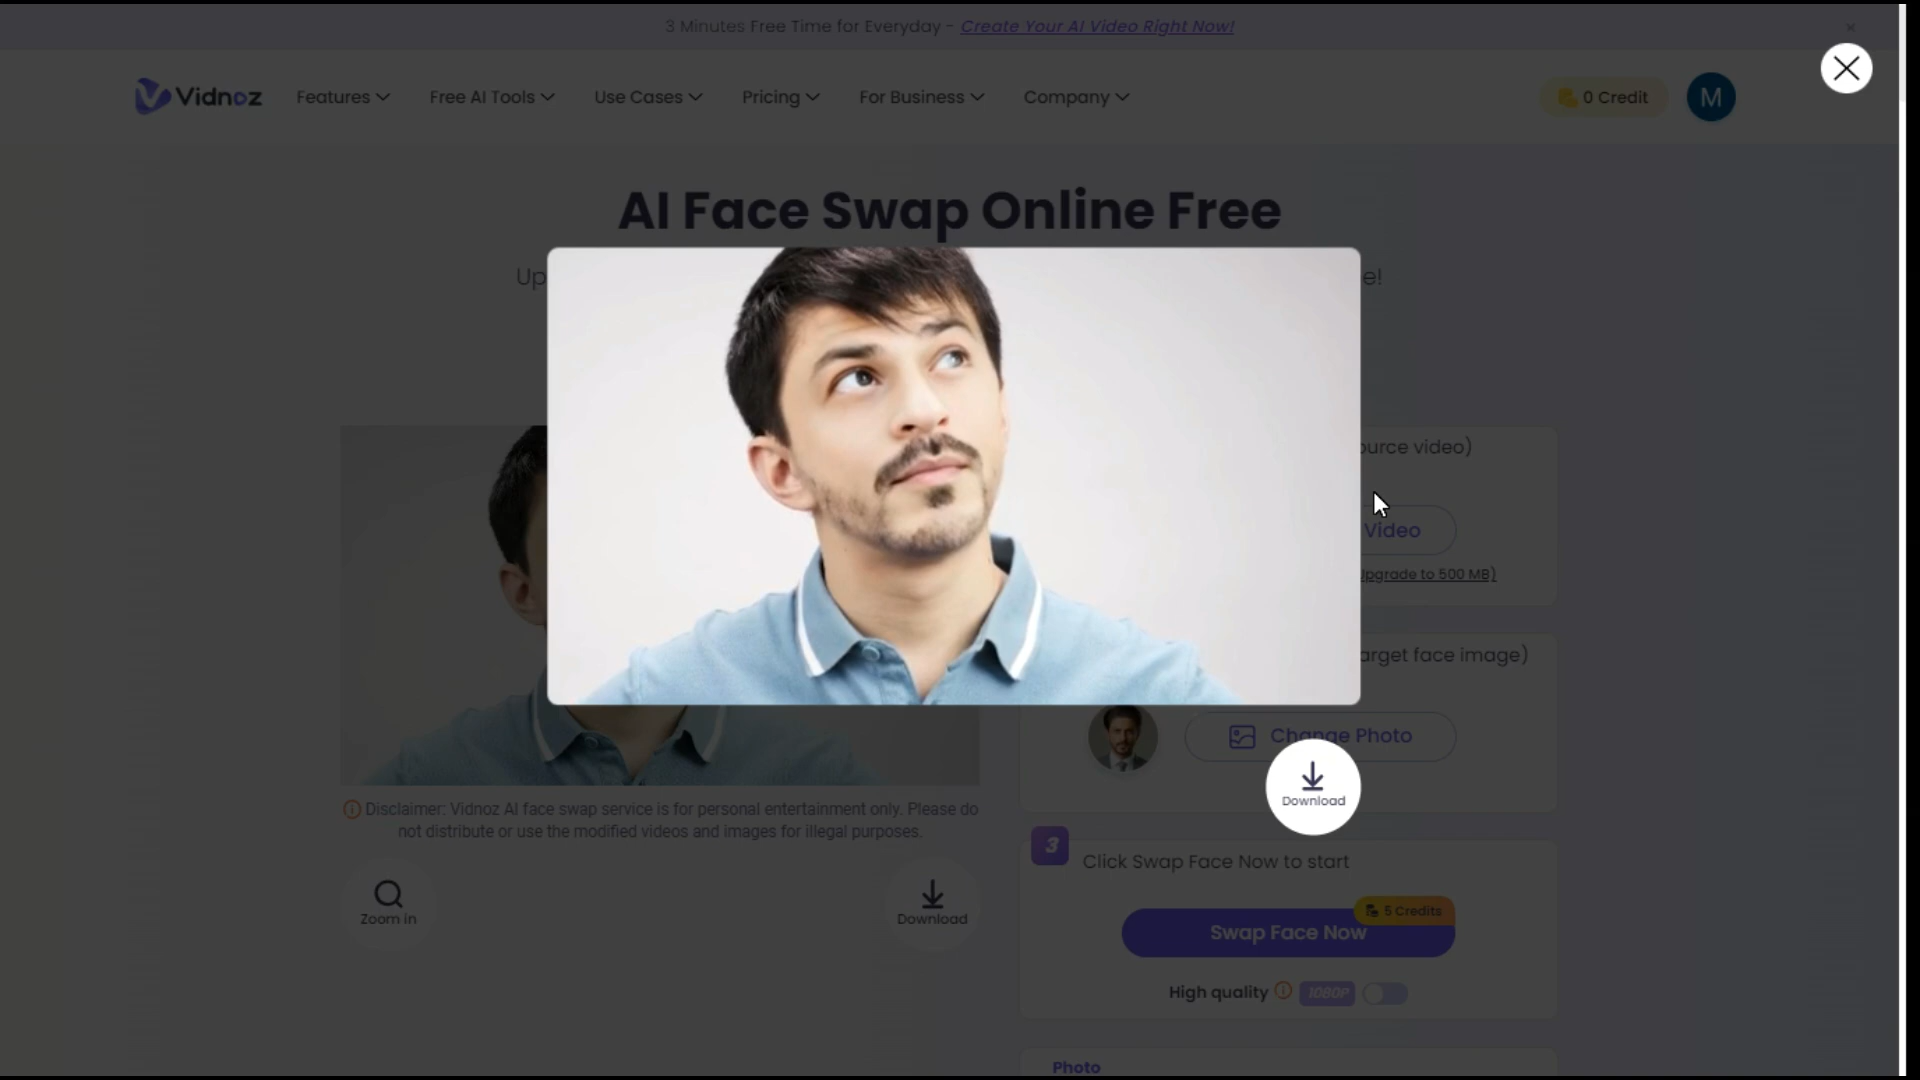 3 Minutes Free Time for Everyday - Create Your AI Video Right Now!
Vidnoz
Features
Free AI Tools
Use Cases
Pricing
For Business
Company
0 Credit
M
AI Face Swap Online Free
Up
e!
ource video)
Video
Upgrade to 500 MB)
arget face image)
Change Photo
Download
Disclaimer: Vidnoz AI face swap service is for personal entertainment only. Please do
not distribute or use the modified videos and images for illegal purposes.
3
Click Swap Face Now to start
Zoom in
Download
5 Credits
Swap Face Now
High quality
1080P
Photo